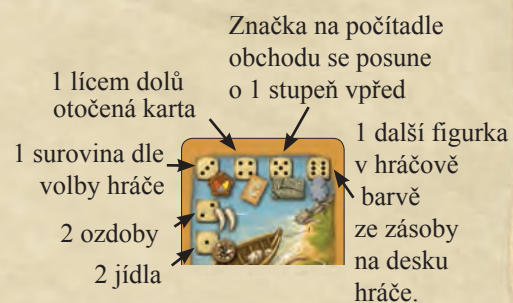 Značka na počítadle
obchodu se posune
o 1 stupeň vpřed
1 lícem dolů
otočená karta
1 surovina dle
volby hráče
2 ozdoby
2 jídla
1 další figurka
v hráčově
barvě
ze zásoby
na desku
hráče.